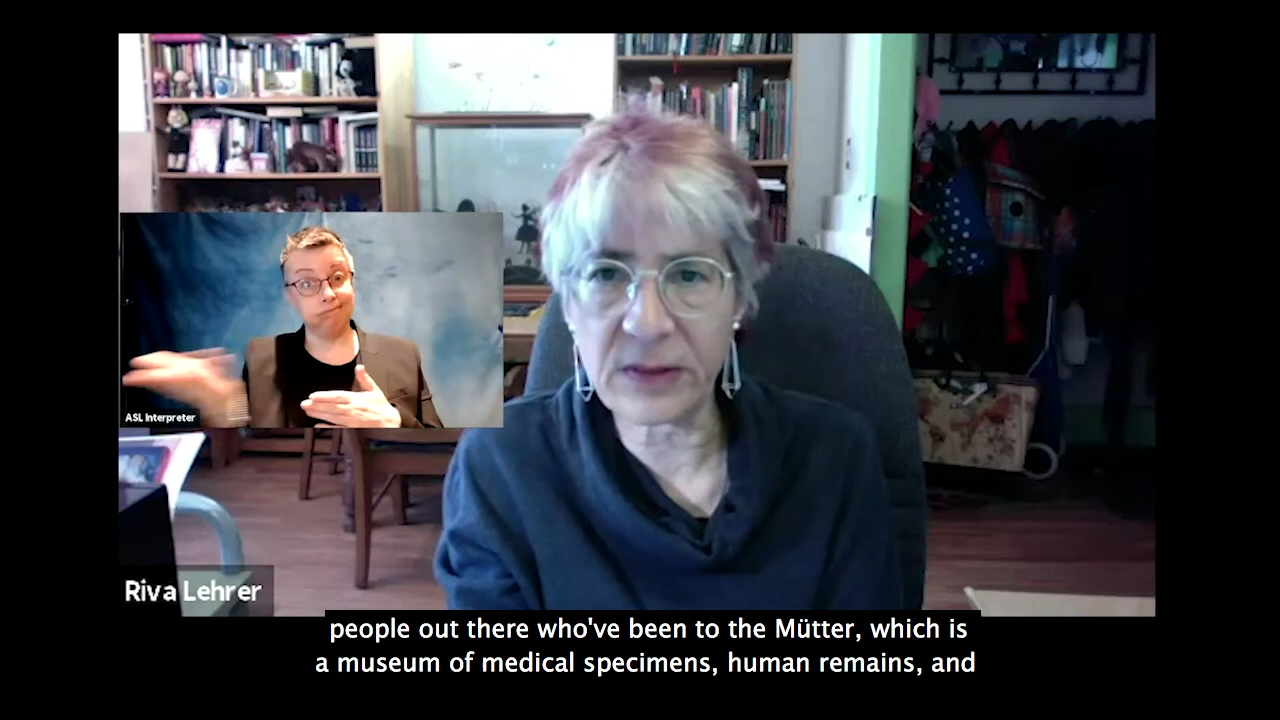 ASL Interpreter
Riva Lehrer
people out there who've been to the Mütter, which is
a museum of medical specimens, human remains, and